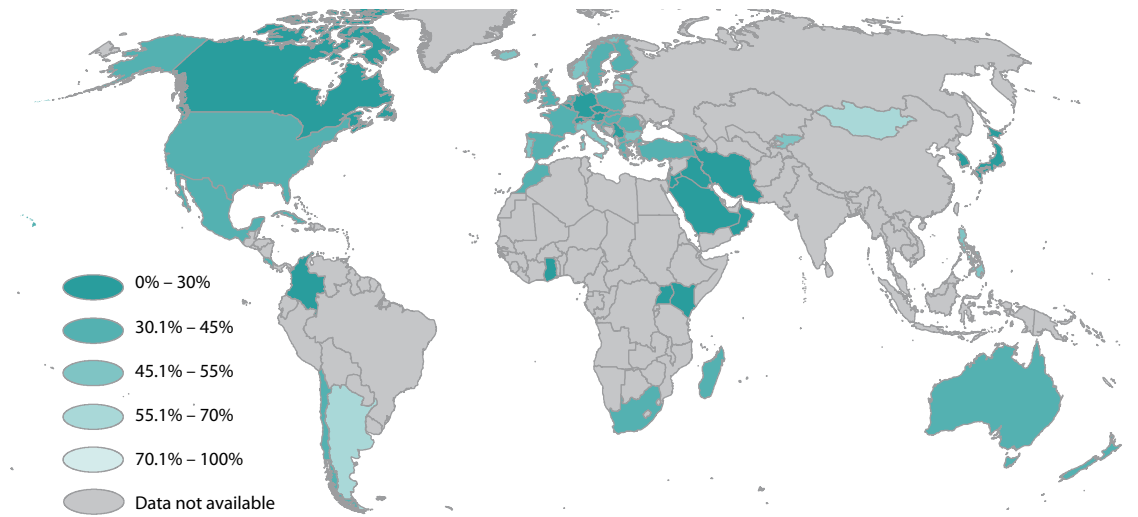 0% – 30%
30.1% – 45%
45.1% – 55%
55.1% – 70%
70.1% – 100%
Data not available